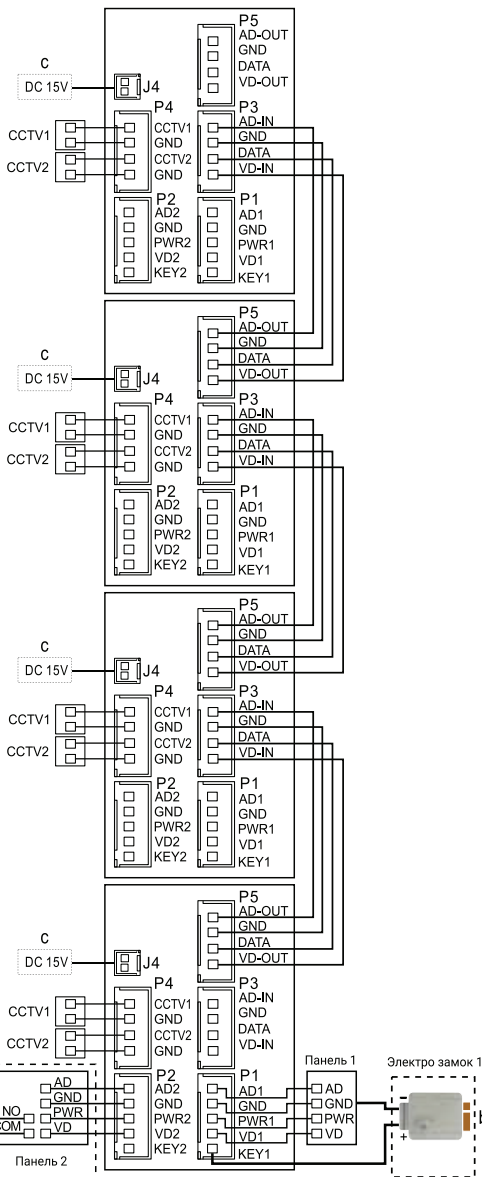 P5
AD-OUT
GND
DATA
VD-OUT
C
DC 15V
J4
P4
CCTV1
GND
CCTV2
GND
CCTV1
CCTV2
P3
AD-IN
GND
DATA
VD-IN
P2
AD2
GND
PWR2
VD2
KEY2
P1
AD1
GND
PWR1
VD1
KEY1
P5
AD-OUT
GND
DATA
VD-OUT
C
DC 15V
J4
P4
CCTV1
GND
CCTV2
GND
CCTV1
CCTV2
P3
AD-IN
GND
DATA
VD-IN
P2
AD2
GND
PWR2
VD2
KEY2
P1
AD1
GND
PWR1
VD1
KEY1
P5
AD-OUT
GND
DATA
VD-OUT
C
DC 15V
J4
P4
CCTV1
GND
CCTV2
GND
CCTV1
CCTV2
P3
AD-IN
GND
DATA
VD-IN
P2
AD2
GND
PWR2
VD2
KEY2
P1
AD1
GND
PWR1
VD1
KEY1
P5
AD-OUT
GND
DATA
VD-OUT
C
DC 15V
J4
P4
CCTV1
GND
CCTV2
GND
CCTV1
CCTV2
P3
AD-IN
GND
DATA
VD-IN
AD
GND
NO PWR
COM VD
Панель 2
P2
AD2
GND
PWR2
VD2
KEY2
P1
AD1
GND
PWR1
VD1
KEY1
Панель 1
AD
GND
PWR
VD
Электро замок 1
−
+